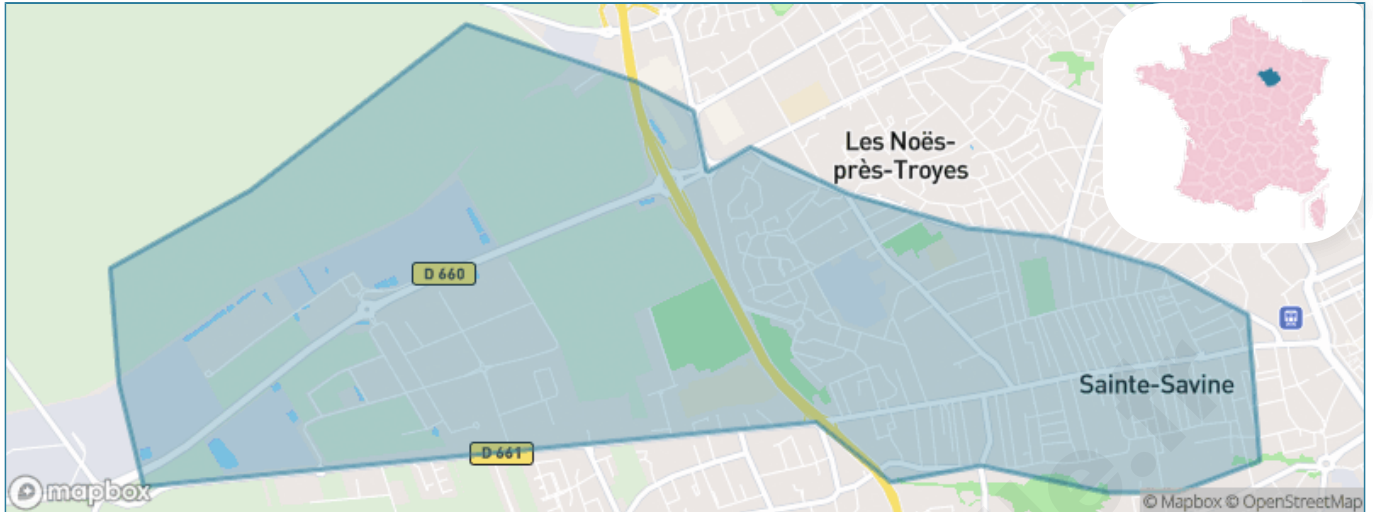 Les Noës-
près-Troyes
D 660
Sainte-Savine
D 661
mapbox
© Mapbox © OpenStreetMap